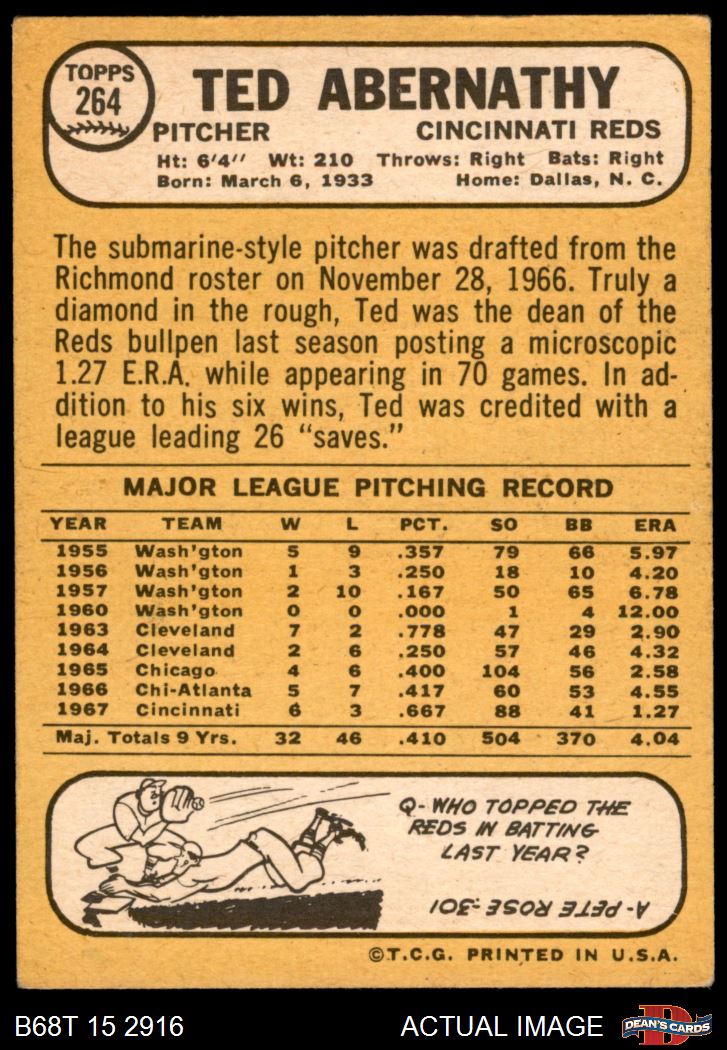 TOPPS
264
TED ABERNATHY
PITCHER CINCINNATI REDS
Ht: 6'4" Wt: 210 Throws: Right Bats: Right
Born: March 6, 1933 Home: Dallas, N. C.
The submarine-style pitcher was drafted from the
Richmond roster on November 28, 1966. Truly a
diamond in the rough, Ted was the dean of the
Reds bullpen last season posting a microscopic
1.27 E.R.A. while appearing in 70 games. In ad-
dition to his six wins, Ted was credited with a
league leading 26 “saves.”
MAJOR LEAGUE PITCHING RECORD
YEAR TEAM W L PCT. SO BB ERA
1955 Wash'gton 5 9 .357 79 66 5.97
1956 Wash'gton 1 3 .250 18 10 4.20
1957 Wash'gton 2 10 .167 50 65 6.78
1960 Wash'gton 0 0 .000 1 4 12.00
1963 Cleveland 7 2 .778 47 29 2.90
1964 Cleveland 2 6 .250 57 46 4.32
1965 Chicago 4 6 .400 104 56 2.58
1966 Chi-Atlanta 5 7 .417 60 53 4.55
1967 Cincinnati 6 3 .667 88 41 1.27
Maj. Totals 9 Yrs. 32 46 .410 504 370 4.04
Q-WHO TOPPED THE
REDS IN BATTING
LAST YEAR?
A-PETE ROSE-.301
©T.C.G. PRINTED IN U.S.A.
B68T 15 2916 ACTUAL IMAGE
D
DEAN'S CARDS